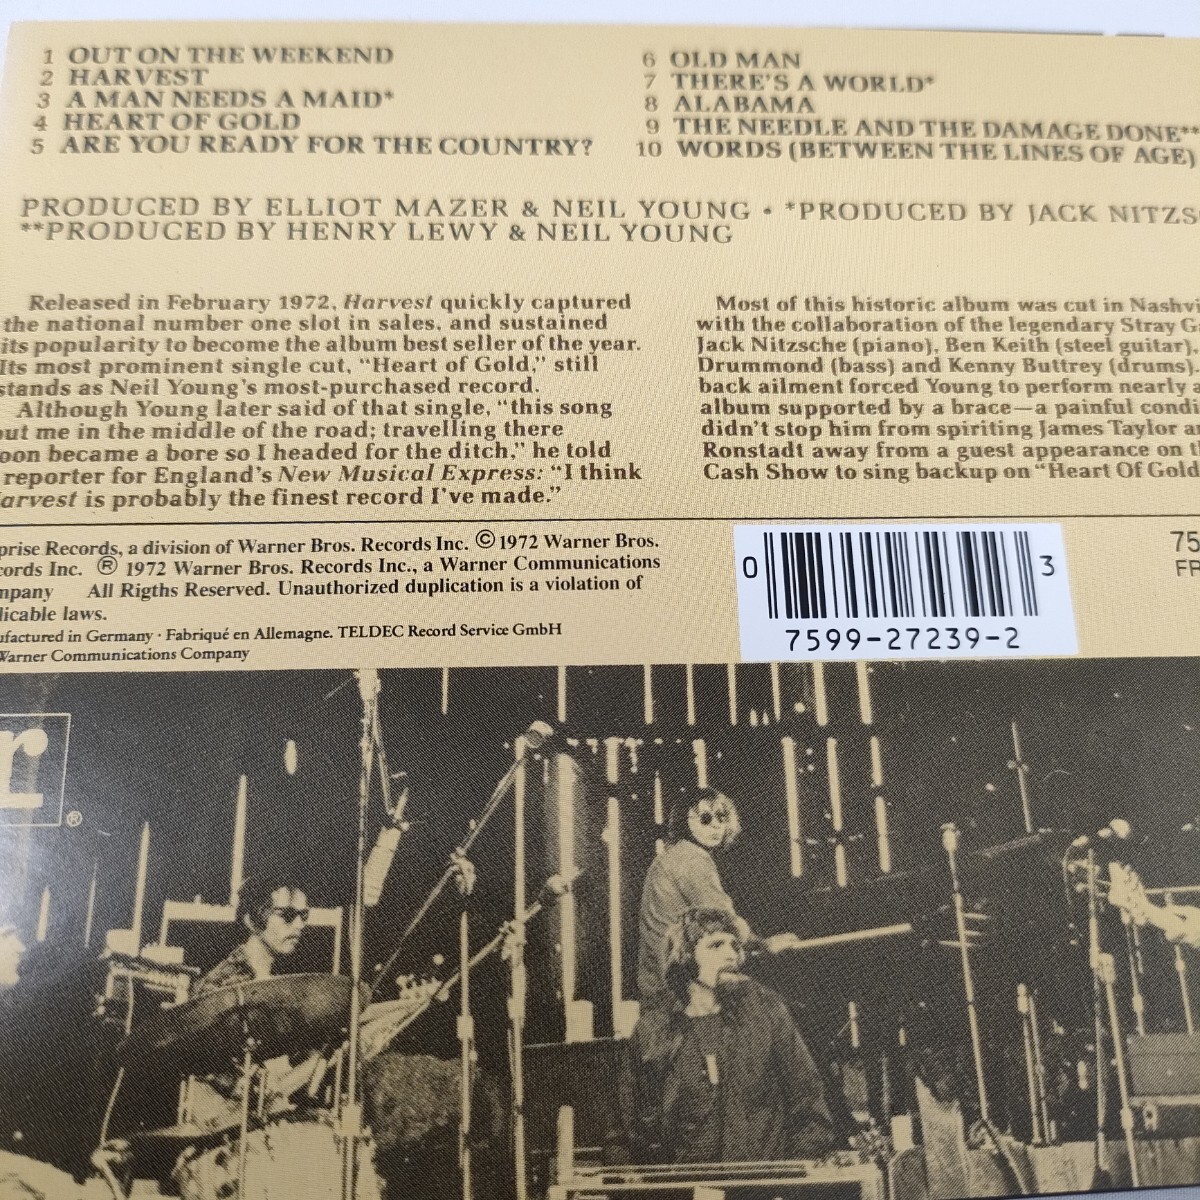 1 OUT ON THE WEEKEND
2 HARVEST
3 A MAN NEEDS A MAID*
4 HEART OF GOLD
5 ARE YOU READY FOR THE COUNTRY?
6 OLD MAN
7 THERE'S A WORLD*
8 ALABAMA
9 THE NEEDLE AND THE DAMAGE DONE**
10 WORDS (BETWEEN THE LINES OF AGE)
PRODUCED BY ELLIOT MAZER & NEIL YOUNG • *PRODUCED BY JACK NITZS
**PRODUCED BY HENRY LEWY & NEIL YOUNG
Released in February 1972, Harvest quickly captured
the national number one slot in sales, and sustained
its popularity to become the album best seller of the year.
Its most prominent single cut, "Heart of Gold," still
stands as Neil Young's most-purchased record.
Although Young later said of that single, "this song
out me in the middle of the road; travelling there
oon became a bore so I headed for the ditch," he told
reporter for England's New Musical Express: "I think
arvest is probably the finest record I've made."
Most of this historic album was cut in Nashvi
with the collaboration of the legendary Stray G
Jack Nitzsche (piano), Ben Keith (steel guitar),
Drummond (bass) and Kenny Buttrey (drums).
back ailment forced Young to perform nearly a
album supported by a brace—a painful condi
didn't stop him from spiriting James Taylor a
Ronstadt away from a guest appearance on t
Cash Show to sing backup on "Heart Of Gold
prise Records, a division of Warner Bros. Records Inc. © 1972 Warner Bros.
ords Inc. ® 1972 Warner Bros. Records Inc., a Warner Communications
mpany All Rigths Reserved. Unauthorized duplication is a violation of
licable laws.
ufactured in Germany · Fabriqué en Allemagne. TELDEC Record Service GmbH
Warner Communications Company
0 3
7599-27239-2
75
FR
r ®